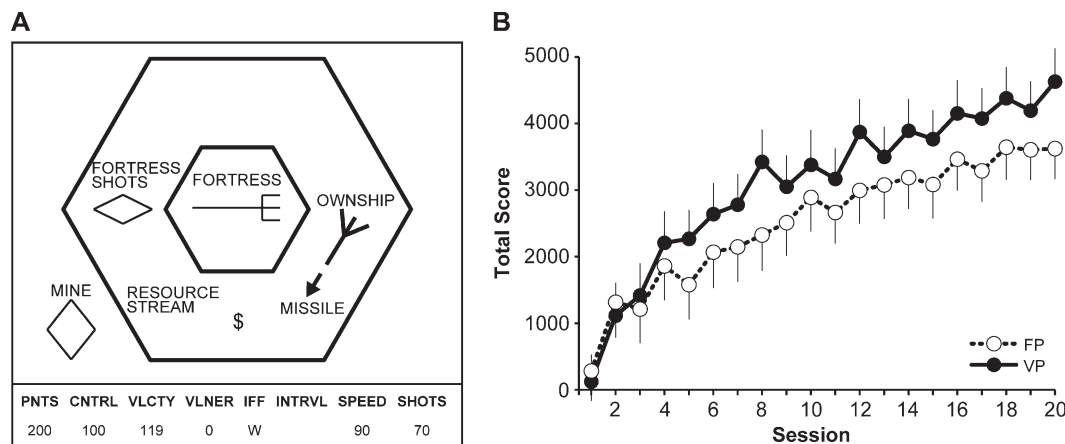 A
FORTRESS
SHOTS
FORTRESS
OWNSHIP
MINE
RESOURCE
STREAM
$
MISSILE
PNTS CNTRL VLCTY VLNER IFF INTRVL SPEED SHOTS
200 100 119 0 W 90 70
B
5000
4000
3000
2000
1000
0
Total Score
FP
VP
2 4 6 8 10 12 14 16 18 20
Session